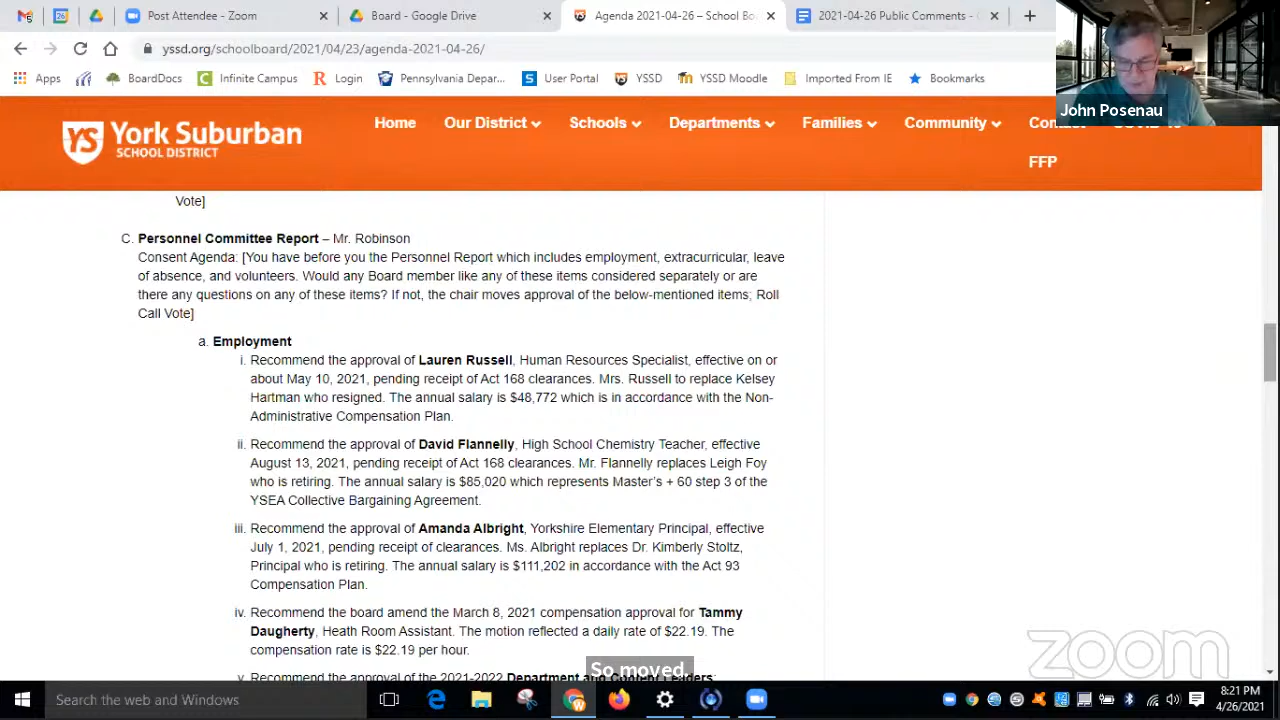 Post Attendee - Zoom
Board - Google Drive
Agenda 2021-04-26 – School Bo
2021-04-26 Public Comments -
yssd.org/schoolboard/2021/04/23/agenda-2021-04-26/
Apps
BoardDocs
Infinite Campus
Login
Pennsylvania Depar...
User Portal
YSSD
YSSD Moodle
Imported From IE
Bookmarks
John Posenau
YS York Suburban
SCHOOL DISTRICT
Home
Our District
Schools
Departments
Families
Community
FFP
Vote]
C. Personnel Committee Report – Mr. Robinson
Consent Agenda: [You have before you the Personnel Report which includes employment, extracurricular, leave
of absence, and volunteers. Would any Board member like any of these items considered separately or are
there any questions on any of these items? If not, the chair moves approval of the below-mentioned items; Roll
Call Vote]
a. Employment
i. Recommend the approval of Lauren Russell, Human Resources Specialist, effective on or
about May 10, 2021, pending receipt of Act 168 clearances. Mrs. Russell to replace Kelsey
Hartman who resigned. The annual salary is $48,772 which is in accordance with the Non-
Administrative Compensation Plan.
ii. Recommend the approval of David Flannelly, High School Chemistry Teacher, effective
August 13, 2021, pending receipt of Act 168 clearances. Mr. Flannelly replaces Leigh Foy
who is retiring. The annual salary is $85,020 which represents Master's + 60 step 3 of the
YSEA Collective Bargaining Agreement.
iii. Recommend the approval of Amanda Albright, Yorkshire Elementary Principal, effective
July 1, 2021, pending receipt of clearances. Ms. Albright replaces Dr. Kimberly Stoltz,
Principal who is retiring. The annual salary is $111,202 in accordance with the Act 93
Compensation Plan.
iv. Recommend the board amend the March 8, 2021 compensation approval for Tammy
Daugherty, Heath Room Assistant. The motion reflected a daily rate of $22.19. The
compensation rate is $22.19 per hour.
v. Recommend the approval of the 2021-2022 Department and Leaders:
So moved.
zoom
Search the web and Windows
8:21 PM
4/26/2021